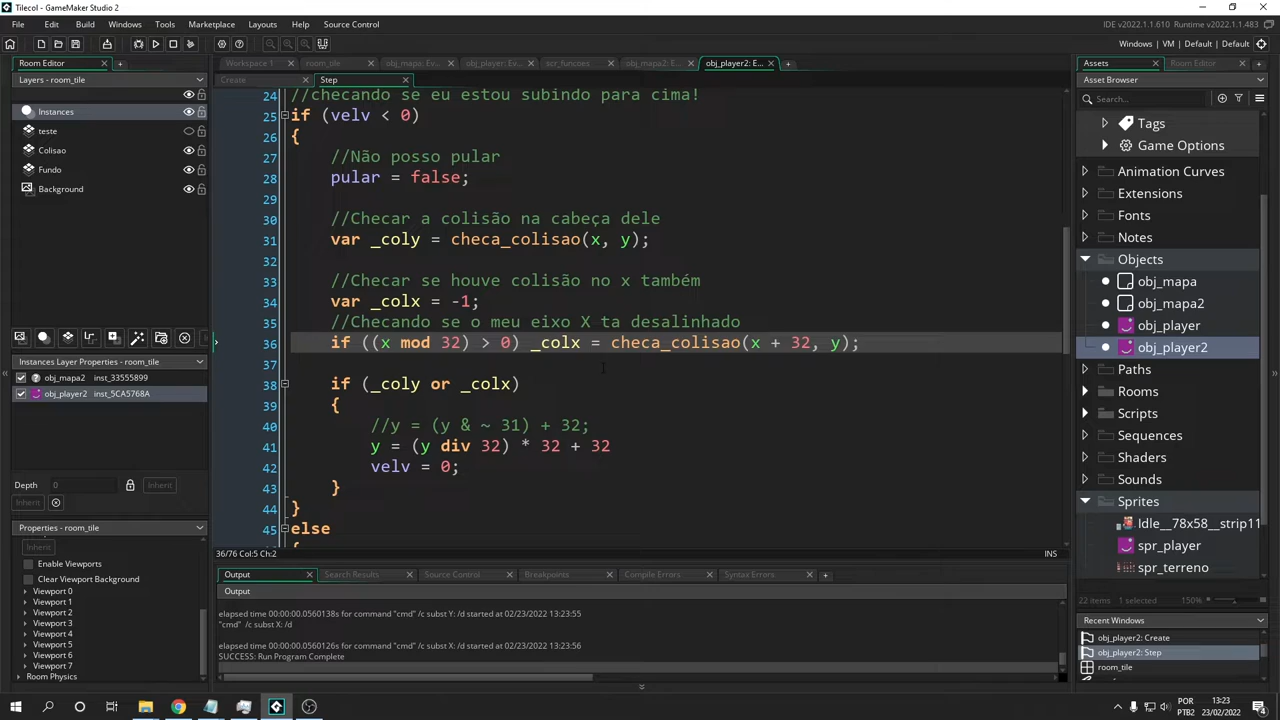 Tilecol - GameMaker Studio 2
File Edit Build Windows Tools Marketplace Layouts Source Control
IDE v2022.1.1.610 Runtime v2022.1.1.483
Windows | VM | Default | Default
Room Editor
Layers - room_tile
Instances
teste
Colisao
Fundo
Background
Instances Layer Properties - room_tile
obj_mapa2 inst_33555899
obj_player2 inst_5CA5768A
Depth 0 Inherit
Inherit
Properties - room_tile
Inherit
Enable Viewports
Clear Viewport Background
Viewport 0
Viewport 1
Viewport 2
Viewport 3
Viewport 4
Viewport 5
Viewport 6
Viewport 7
Room Physics
Workspace 1 room_tile obj_mapa: Ev... obj_player: Eve... scr_funcoes obj_mapa2: E... obj_player2: E...
Create Step
24 //checando se eu estou subindo para cima!
25 if (velv < 0)
26 {
27 //Não posso pular
28 pular = false;
29
30 //Checar a colisão na cabeça dele
31 var _coly = checa_colisao(x, y);
32
33 //Checar se houve colisão no x também
34 var _colx = -1;
35 //Checando se o meu eixo X ta desalinhado
36 if ((x mod 32) > 0) _colx = checa_colisao(x + 32, y);
37
38 if (_coly or _colx)
39 {
40 //y = (y & ~ 31) + 32;
41 y = (y div 32) * 32 + 32
42 velv = 0;
43 }
44 }
45 else
{
36/76 Col:5 Ch:2 INS
Output Search Results Source Control Breakpoints Compile Errors Syntax Errors
Output
elapsed time 00:00:00.0560138s for command "cmd" /c subst Y: /d started at 02/23/2022 13:23:55
"cmd" /c subst X: /d
elapsed time 00:00:00.0560126s for command "cmd" /c subst X: /d started at 02/23/2022 13:23:56
SUCCESS: Run Program Complete
Assets Room Editor
Asset Browser
Search...
Tags
Game Options
Animation Curves
Extensions
Fonts
Notes
Objects
obj_mapa
obj_mapa2
obj_player
obj_player2
Paths
Rooms
Scripts
Sequences
Shaders
Sounds
Sprites
Idle__78x58__strip11
spr_player
spr_terreno
22 items 1 selected 150%
Recent Windows
obj_player2: Create
obj_player2: Step
room_tile
POR
PTB2
13:23
23/02/2022
4